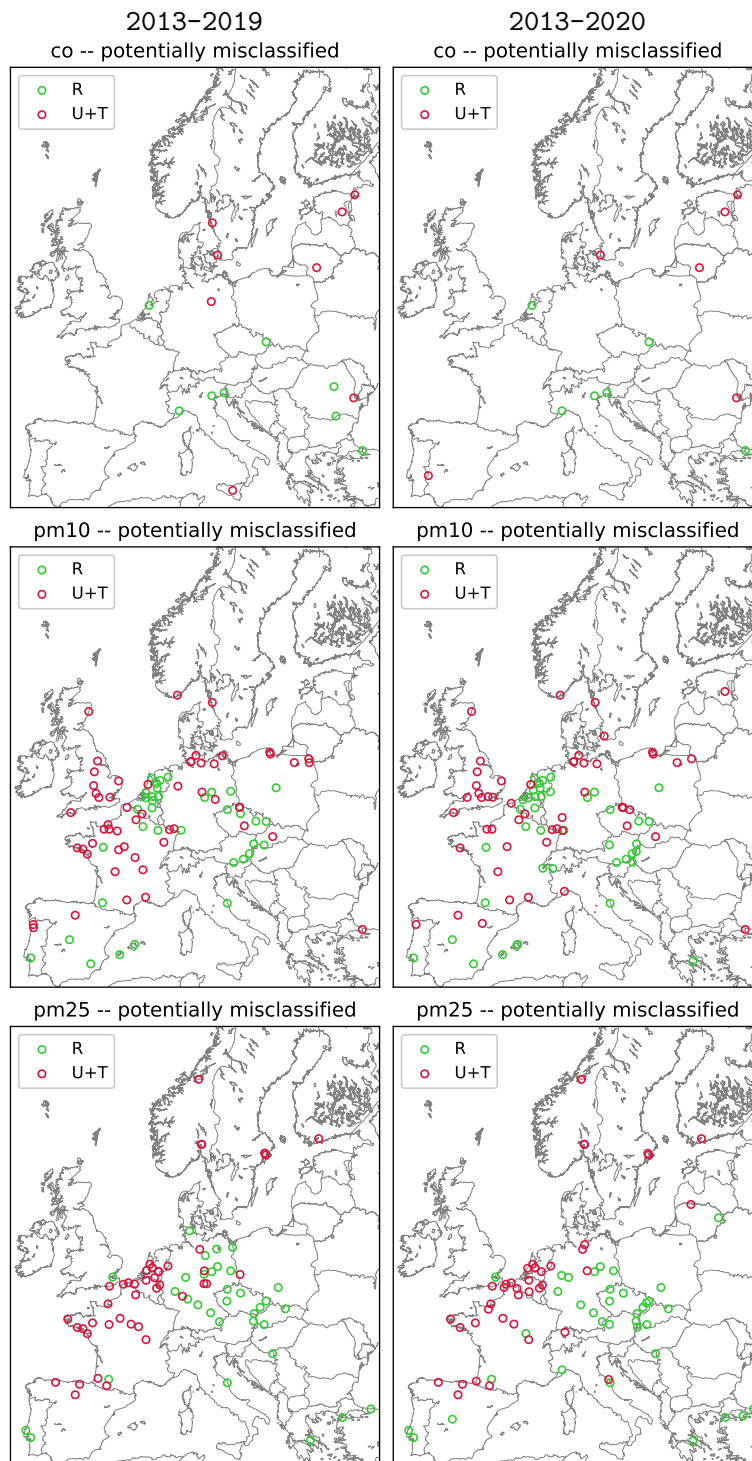 2013−2019 2013−2020
co -- potentially misclassified co -- potentially misclassified
R R
U+T U+T
pm10 -- potentially misclassified pm10 -- potentially misclassified
R R
U+T U+T
pm25 -- potentially misclassified pm25 -- potentially misclassified
R R
U+T U+T